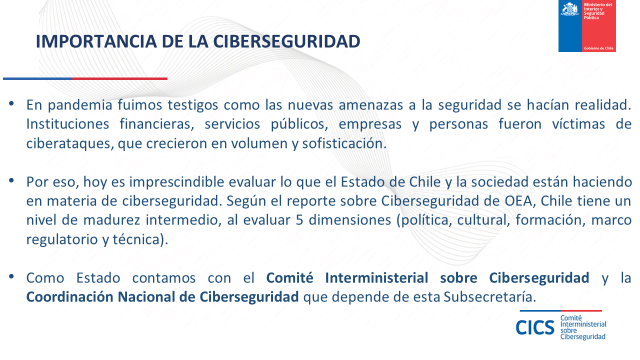 IMPORTANCIA DE LA CIBERSEGURIDAD
Ministerio del
Interior y
Seguridad
Pública
Gobierno de Chile
• En pandemia fuimos testigos como las nuevas amenazas a la seguridad se hacían realidad.
Instituciones financieras, servicios públicos, empresas y personas fueron víctimas de
ciberataques, que crecieron en volumen y sofisticación.
• Por eso, hoy es imprescindible evaluar lo que el Estado de Chile y la sociedad están haciendo
en materia de ciberseguridad. Según el reporte sobre Ciberseguridad de OEA, Chile tiene un
nivel de madurez intermedio, al evaluar 5 dimensiones (política, cultural, formación, marco
regulatorio y técnica).
• Como Estado contamos con el Comité Interministerial sobre Ciberseguridad y la
Coordinación Nacional de Ciberseguridad que depende de esta Subsecretaría.
CICS
Comité
Interministerial
sobre
Ciberseguridad